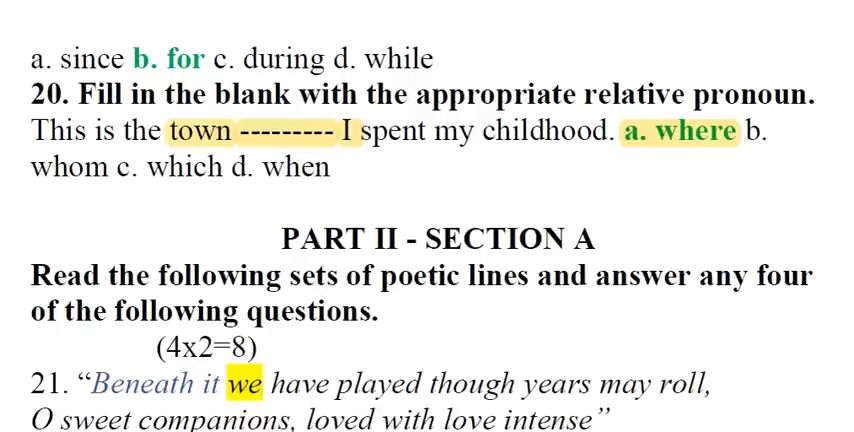 a. since b. for c. during d. while
20. Fill in the blank with the appropriate relative pronoun.
This is the town --------- I spent my childhood. a. where b.
whom c. which d. when
PART II - SECTION A
Read the following sets of poetic lines and answer any four
of the following questions.
(4x2=8)
21. “Beneath it we have played though years may roll,
O sweet companions, loved with love intense”